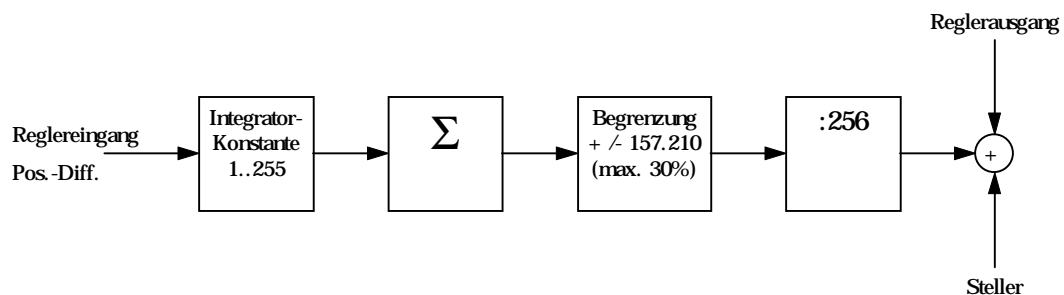 Reglerausgang
Reglereingang
Pos.-Diff.
Integrator-
Konstante
1..255
Σ
Begrenzung
+ /- 157.210
(max. 30%)
:256
+
Steller